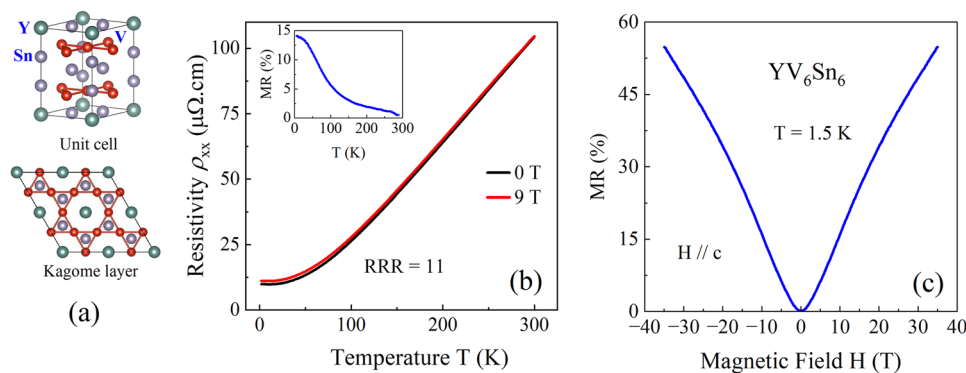 Y
V
Sn
Unit cell
Kagome layer
(a)
Resistivity ρxx (μΩ.cm)
100
75
50
25
0
0
100
200
300
Temperature T (K)
MR (%)
15
10
5
0
0
100
200
300
T (K)
0 T
9 T
RRR = 11
(b)
MR (%)
60
45
30
15
0
−40
−30
−20
−10
0
10
20
30
40
Magnetic Field H (T)
YV6Sn6
T = 1.5 K
H // c
(c)